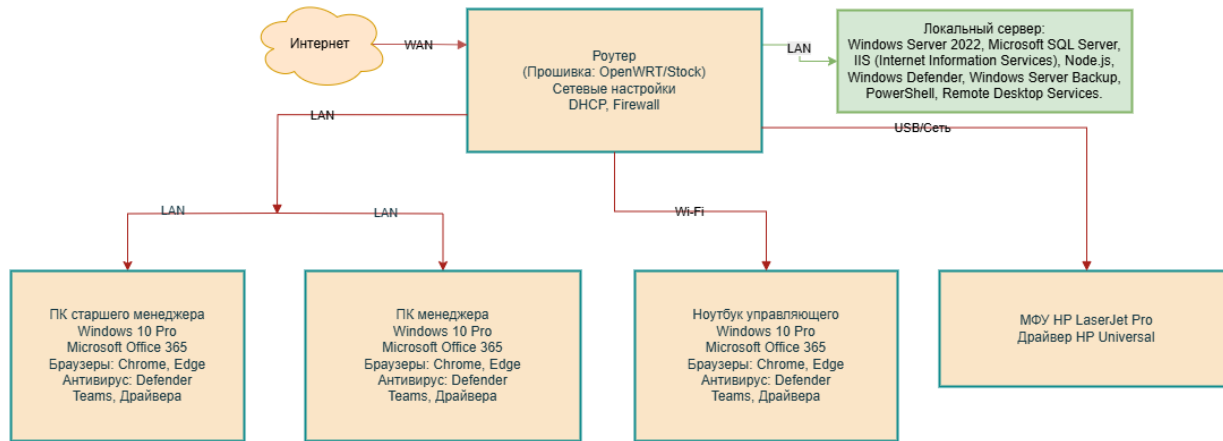 Интернет
WAN
Роутер
(Прошивка: OpenWRT/Stock)
Сетевые настройки
DHCP, Firewall
LAN
Локальный сервер:
Windows Server 2022, Microsoft SQL Server,
IIS (Internet Information Services), Node.js,
Windows Defender, Windows Server Backup,
PowerShell, Remote Desktop Services.
LAN
USB/Сеть
LAN
LAN
Wi-Fi
ПК старшего менеджера
Windows 10 Pro
Microsoft Office 365
Браузеры: Chrome, Edge
Антивирус: Defender
Teams, Драйвера
ПК менеджера
Windows 10 Pro
Microsoft Office 365
Браузеры: Chrome, Edge
Антивирус: Defender
Teams, Драйвера
Ноутбук управляющего
Windows 10 Pro
Microsoft Office 365
Браузеры: Chrome, Edge
Антивирус: Defender
Teams, Драйвера
МФУ HP LaserJet Pro
Драйвер HP Universal